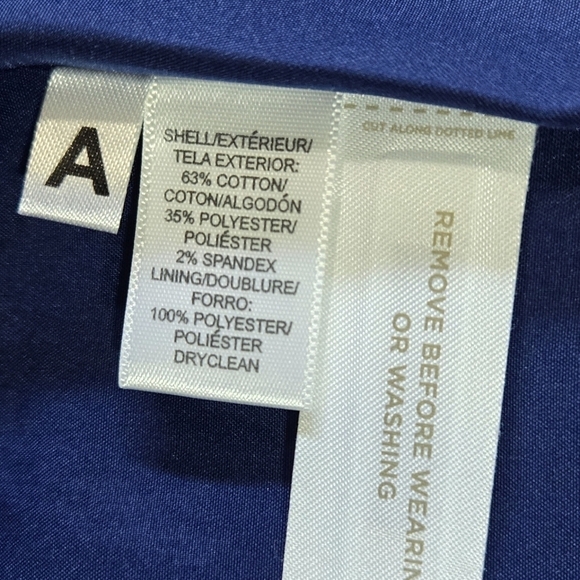 A
SHELL/EXTÉRIEUR/
TELA EXTERIOR:
63% COTTON/
COTON/ALGODÓN
35% POLYESTER/
POLIÉSTER
2% SPANDEX
LINING/DOUBLURE/
FORRO:
100% POLYESTER/
POLIÉSTER
DRYCLEAN
CUT ALONG DOTTED LINE
REMOVE BEFORE WEARIN
OR WASHING